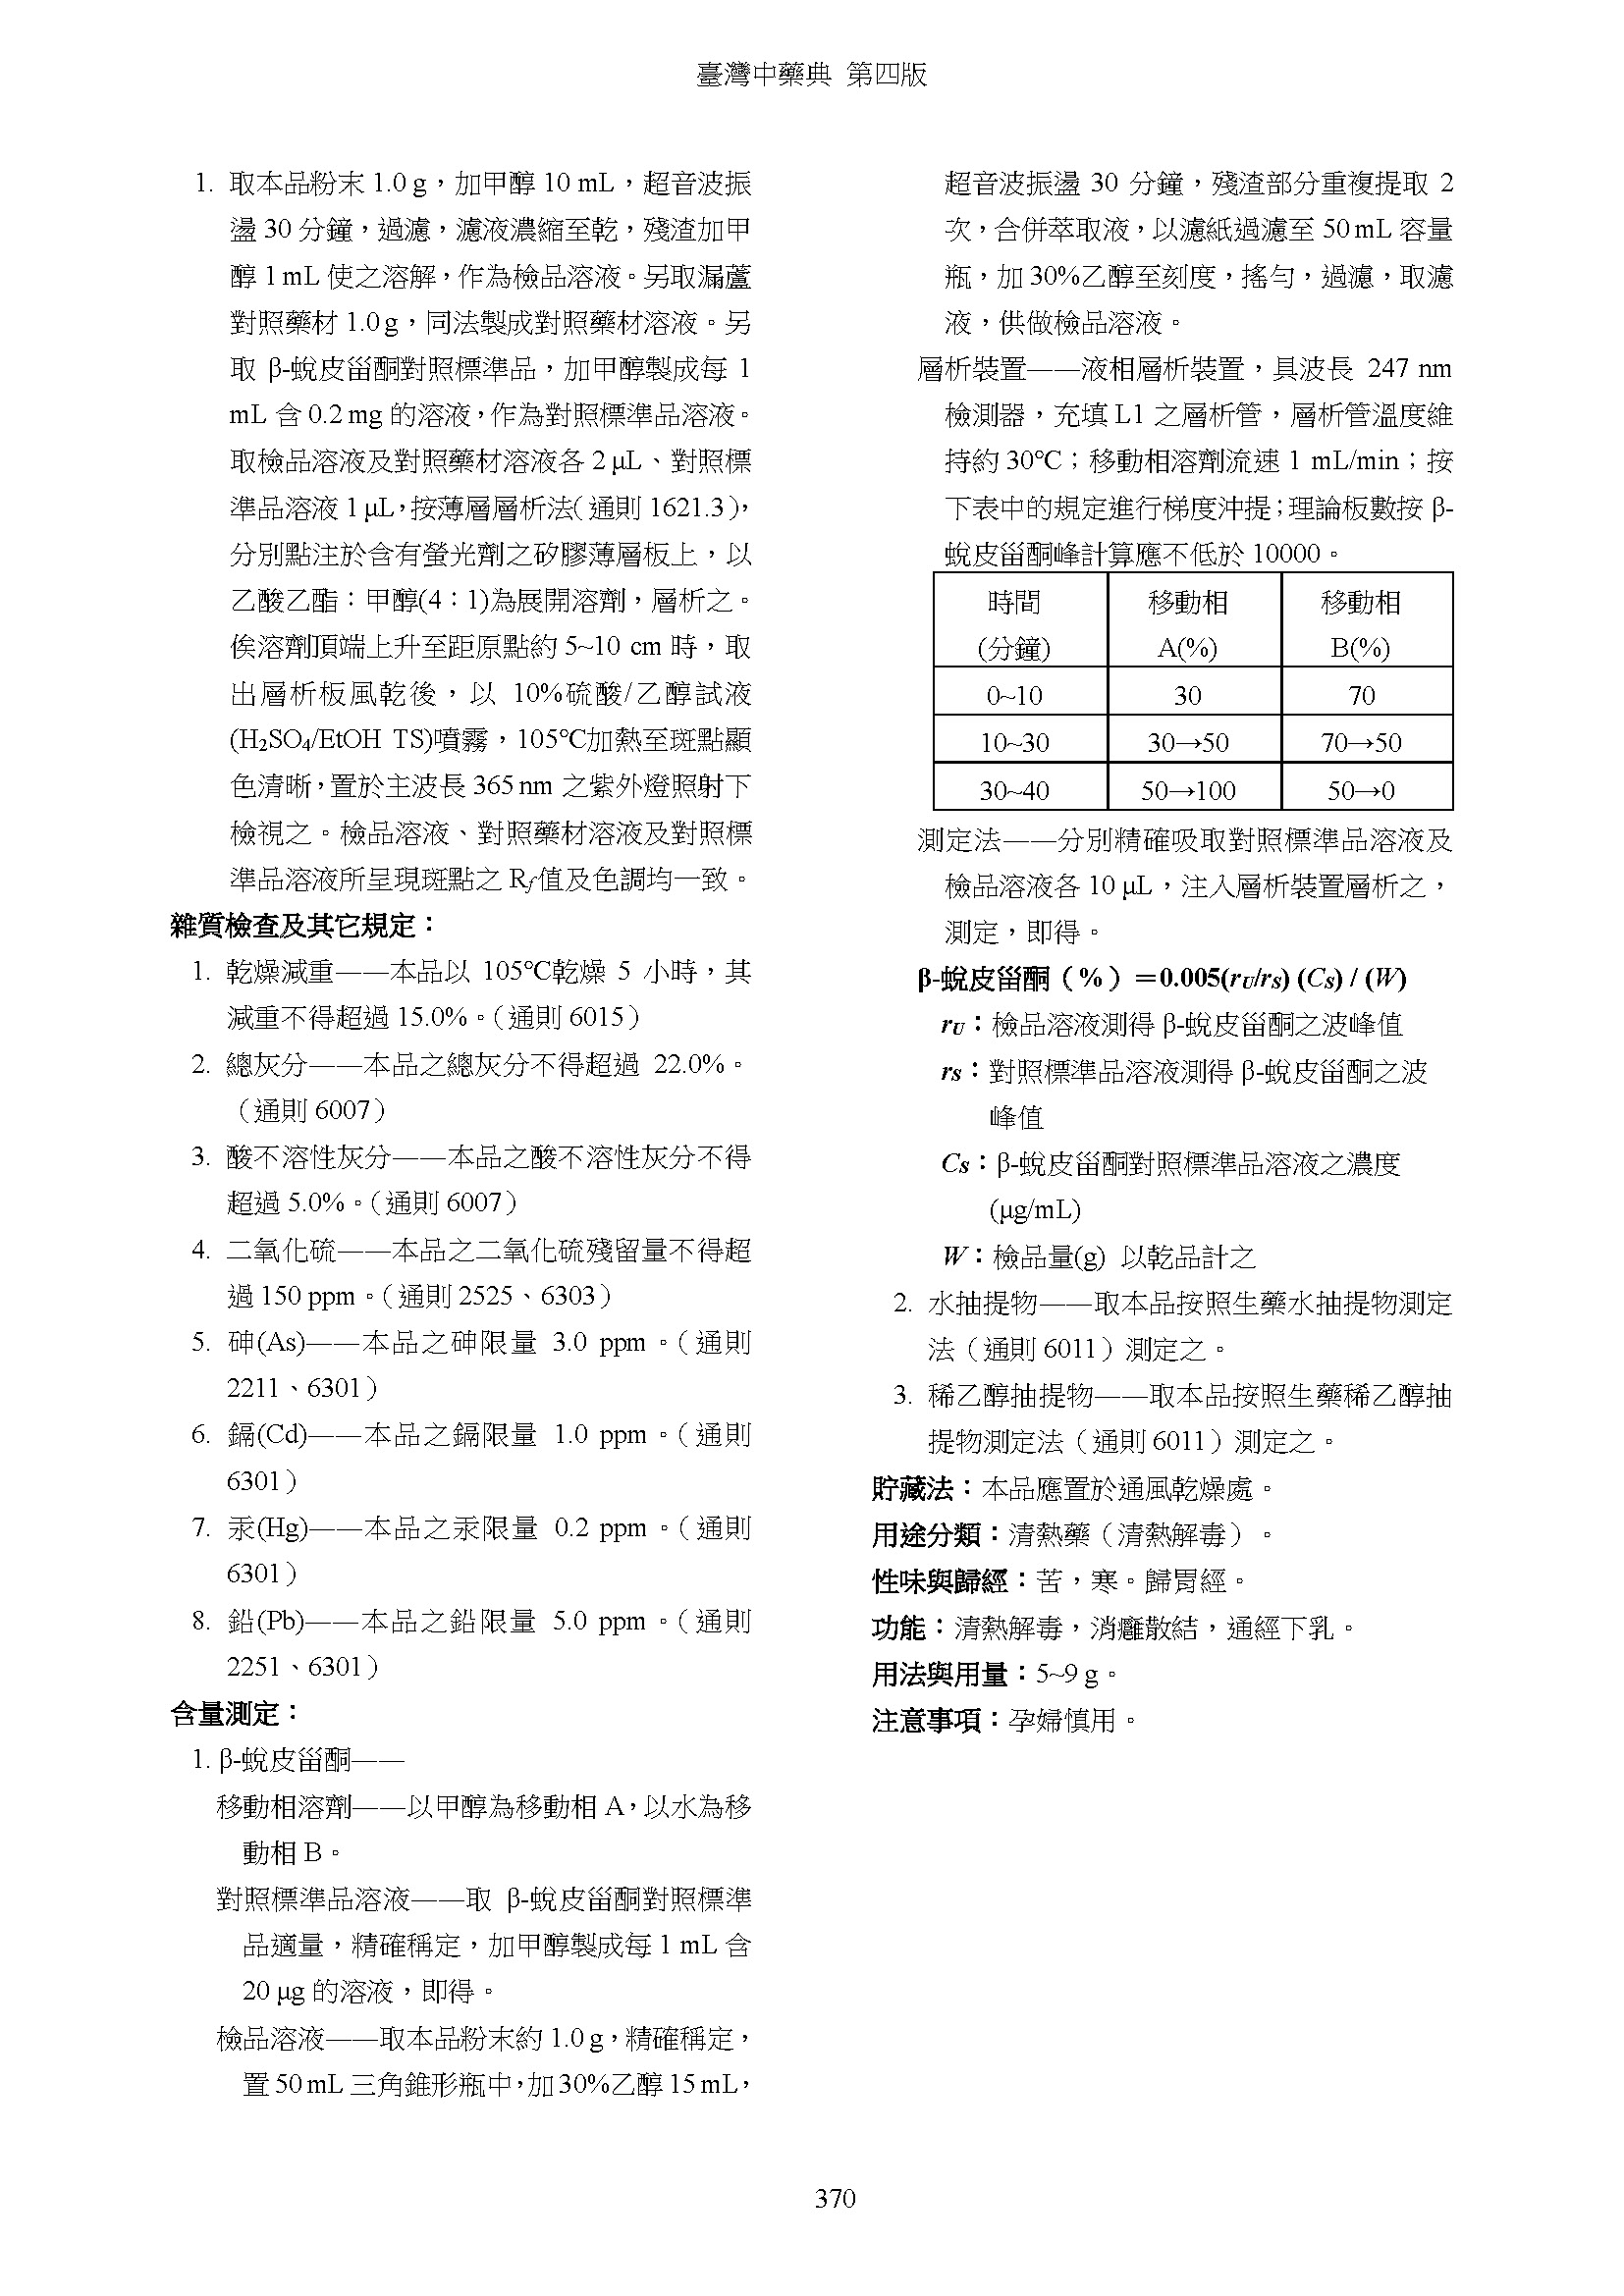 臺灣中藥典 第四版
1. 取本品粉末 1.0 g，加甲醇 10 mL，超音波振
盪 30 分鐘，過濾，濾液濃縮至乾，殘渣加甲
醇 1 mL 使之溶解，作為檢品溶液。另取漏蘆
對照藥材 1.0 g，同法製成對照藥材溶液。另
取 β-蛻皮甾酮對照標準品，加甲醇製成每 1
mL 含 0.2 mg 的溶液，作為對照標準品溶液。
取檢品溶液及對照藥材溶液各 2 μL、對照標
準品溶液 1 μL，按薄層層析法（通則 1621.3），
分別點注於含有螢光劑之矽膠薄層板上，以
乙酸乙酯：甲醇(4：1)為展開溶劑，層析之。
俟溶劑頂端上升至距原點約 5~10 cm 時，取
出層析板風乾後，以 10%硫酸/乙醇試液
(H₂SO₄/EtOH TS)噴霧，105℃加熱至斑點顯
色清晰，置於主波長 365 nm 之紫外燈照射下
檢視之。檢品溶液、對照藥材溶液及對照標
準品溶液所呈現斑點之 Rf值及色調均一致。
雜質檢查及其它規定：
1. 乾燥減重——本品以 105℃乾燥 5 小時，其
減重不得超過 15.0%。（通則 6015）
2. 總灰分——本品之總灰分不得超過 22.0%。
（通則 6007）
3. 酸不溶性灰分——本品之酸不溶性灰分不得
超過 5.0%。（通則 6007）
4. 二氧化硫——本品之二氧化硫殘留量不得超
過 150 ppm。（通則 2525、6303）
5. 砷(As)——本品之砷限量 3.0 ppm。（通則
2211、6301）
6. 鎘(Cd)——本品之鎘限量 1.0 ppm。（通則
6301）
7. 汞(Hg)——本品之汞限量 0.2 ppm。（通則
6301）
8. 鉛(Pb)——本品之鉛限量 5.0 ppm。（通則
2251、6301）
含量測定：
1. β-蛻皮甾酮——
移動相溶劑——以甲醇為移動相 A，以水為移
動相 B。
對照標準品溶液——取 β-蛻皮甾酮對照標準
品適量，精確稱定，加甲醇製成每 1 mL 含
20 μg 的溶液，即得。
檢品溶液——取本品粉末約 1.0 g，精確稱定，
置 50 mL 三角錐形瓶中，加 30%乙醇 15 mL，
超音波振盪 30 分鐘，殘渣部分重複提取 2
次，合併萃取液，以濾紙過濾至 50 mL 容量
瓶，加 30%乙醇至刻度，搖勻，過濾，取濾
液，供做檢品溶液。
層析裝置——液相層析裝置，具波長 247 nm
檢測器，充填 L1 之層析管，層析管溫度維
持約 30℃；移動相溶劑流速 1 mL/min；按
下表中的規定進行梯度沖提；理論板數按 β-
蛻皮甾酮峰計算應不低於 10000。
時間 移動相 移動相
(分鐘) A(%) B(%)
0~10 30 70
10~30 30→50 70→50
30~40 50→100 50→0
測定法——分別精確吸取對照標準品溶液及
檢品溶液各 10 μL，注入層析裝置層析之，
測定，即得。
β-蛻皮甾酮（%）＝0.005(rU/rS) (CS) / (W)
rU：檢品溶液測得 β-蛻皮甾酮之波峰值
rS：對照標準品溶液測得 β-蛻皮甾酮之波
峰值
CS：β-蛻皮甾酮對照標準品溶液之濃度
(μg/mL)
W：檢品量(g) 以乾品計之
2. 水抽提物——取本品按照生藥水抽提物測定
法（通則 6011）測定之。
3. 稀乙醇抽提物——取本品按照生藥稀乙醇抽
提物測定法（通則 6011）測定之。
貯藏法：本品應置於通風乾燥處。
用途分類：清熱藥（清熱解毒）。
性味與歸經：苦，寒。歸胃經。
功能：清熱解毒，消癰散結，通經下乳。
用法與用量：5~9 g。
注意事項：孕婦慎用。
370